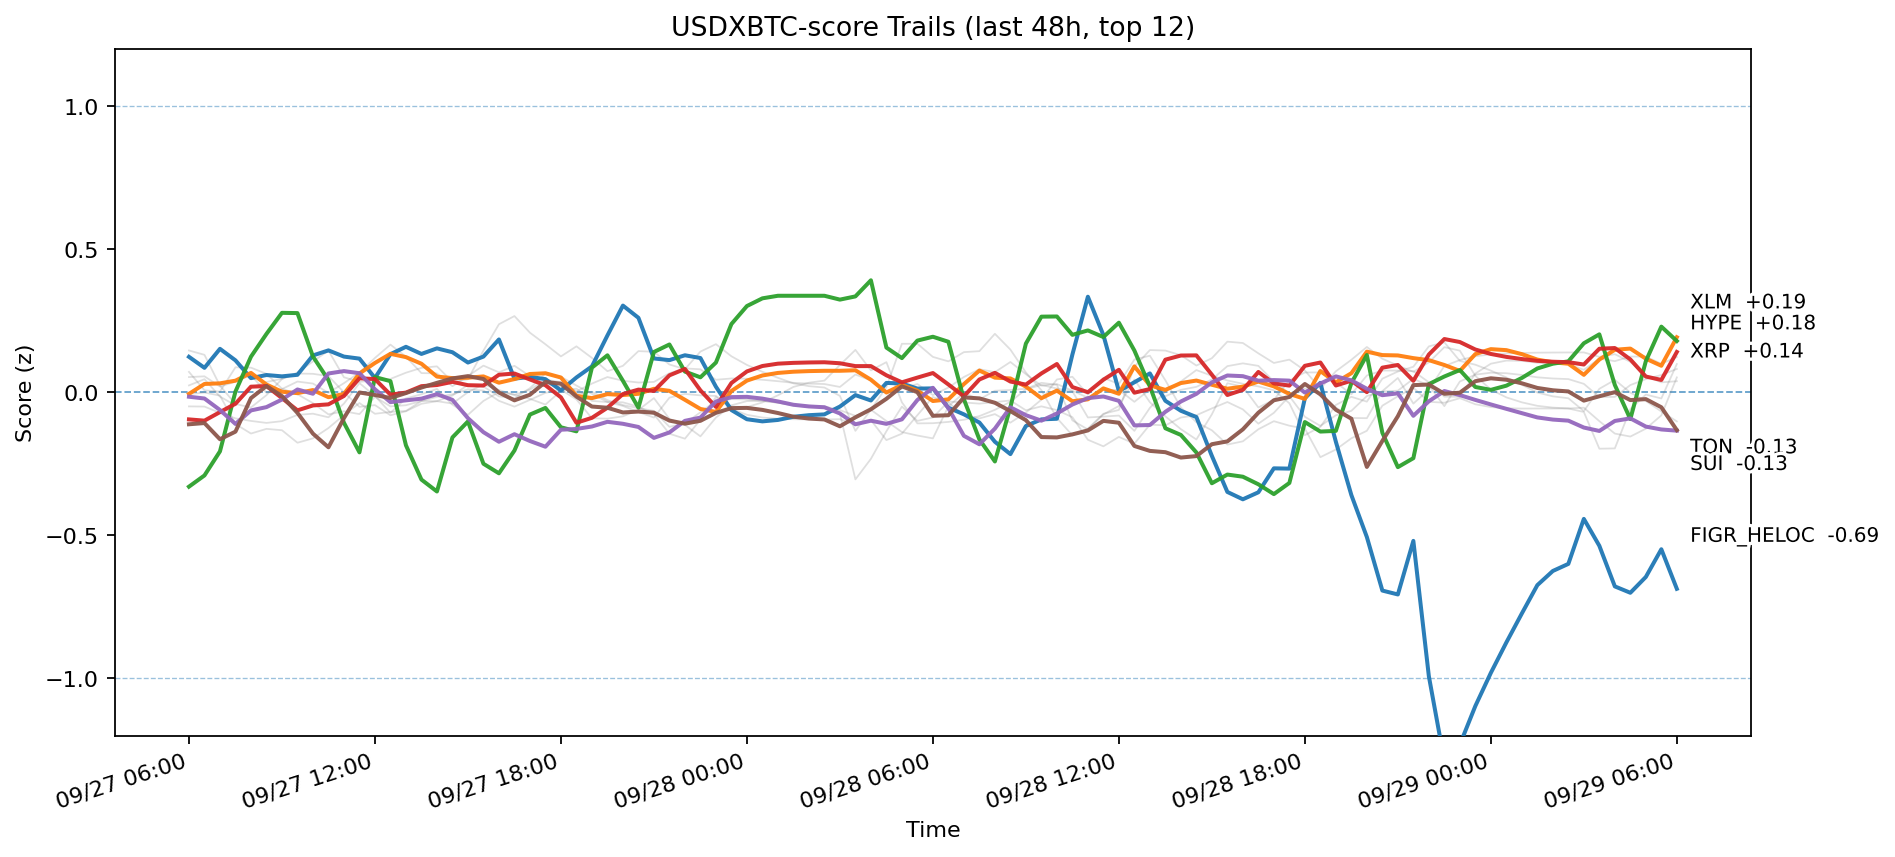 USDXBTC-score Trails (last 48h, top 12)
Score (z)
1.0
0.5
0.0
−0.5
−1.0
XLM  +0.19
HYPE  +0.18
XRP  +0.14
TON  -0.13
SUI  -0.13
FIGR_HELOC  -0.69
09/27 06:00
09/27 12:00
09/27 18:00
09/28 00:00
09/28 06:00
09/28 12:00
09/28 18:00
09/29 00:00
09/29 06:00
Time